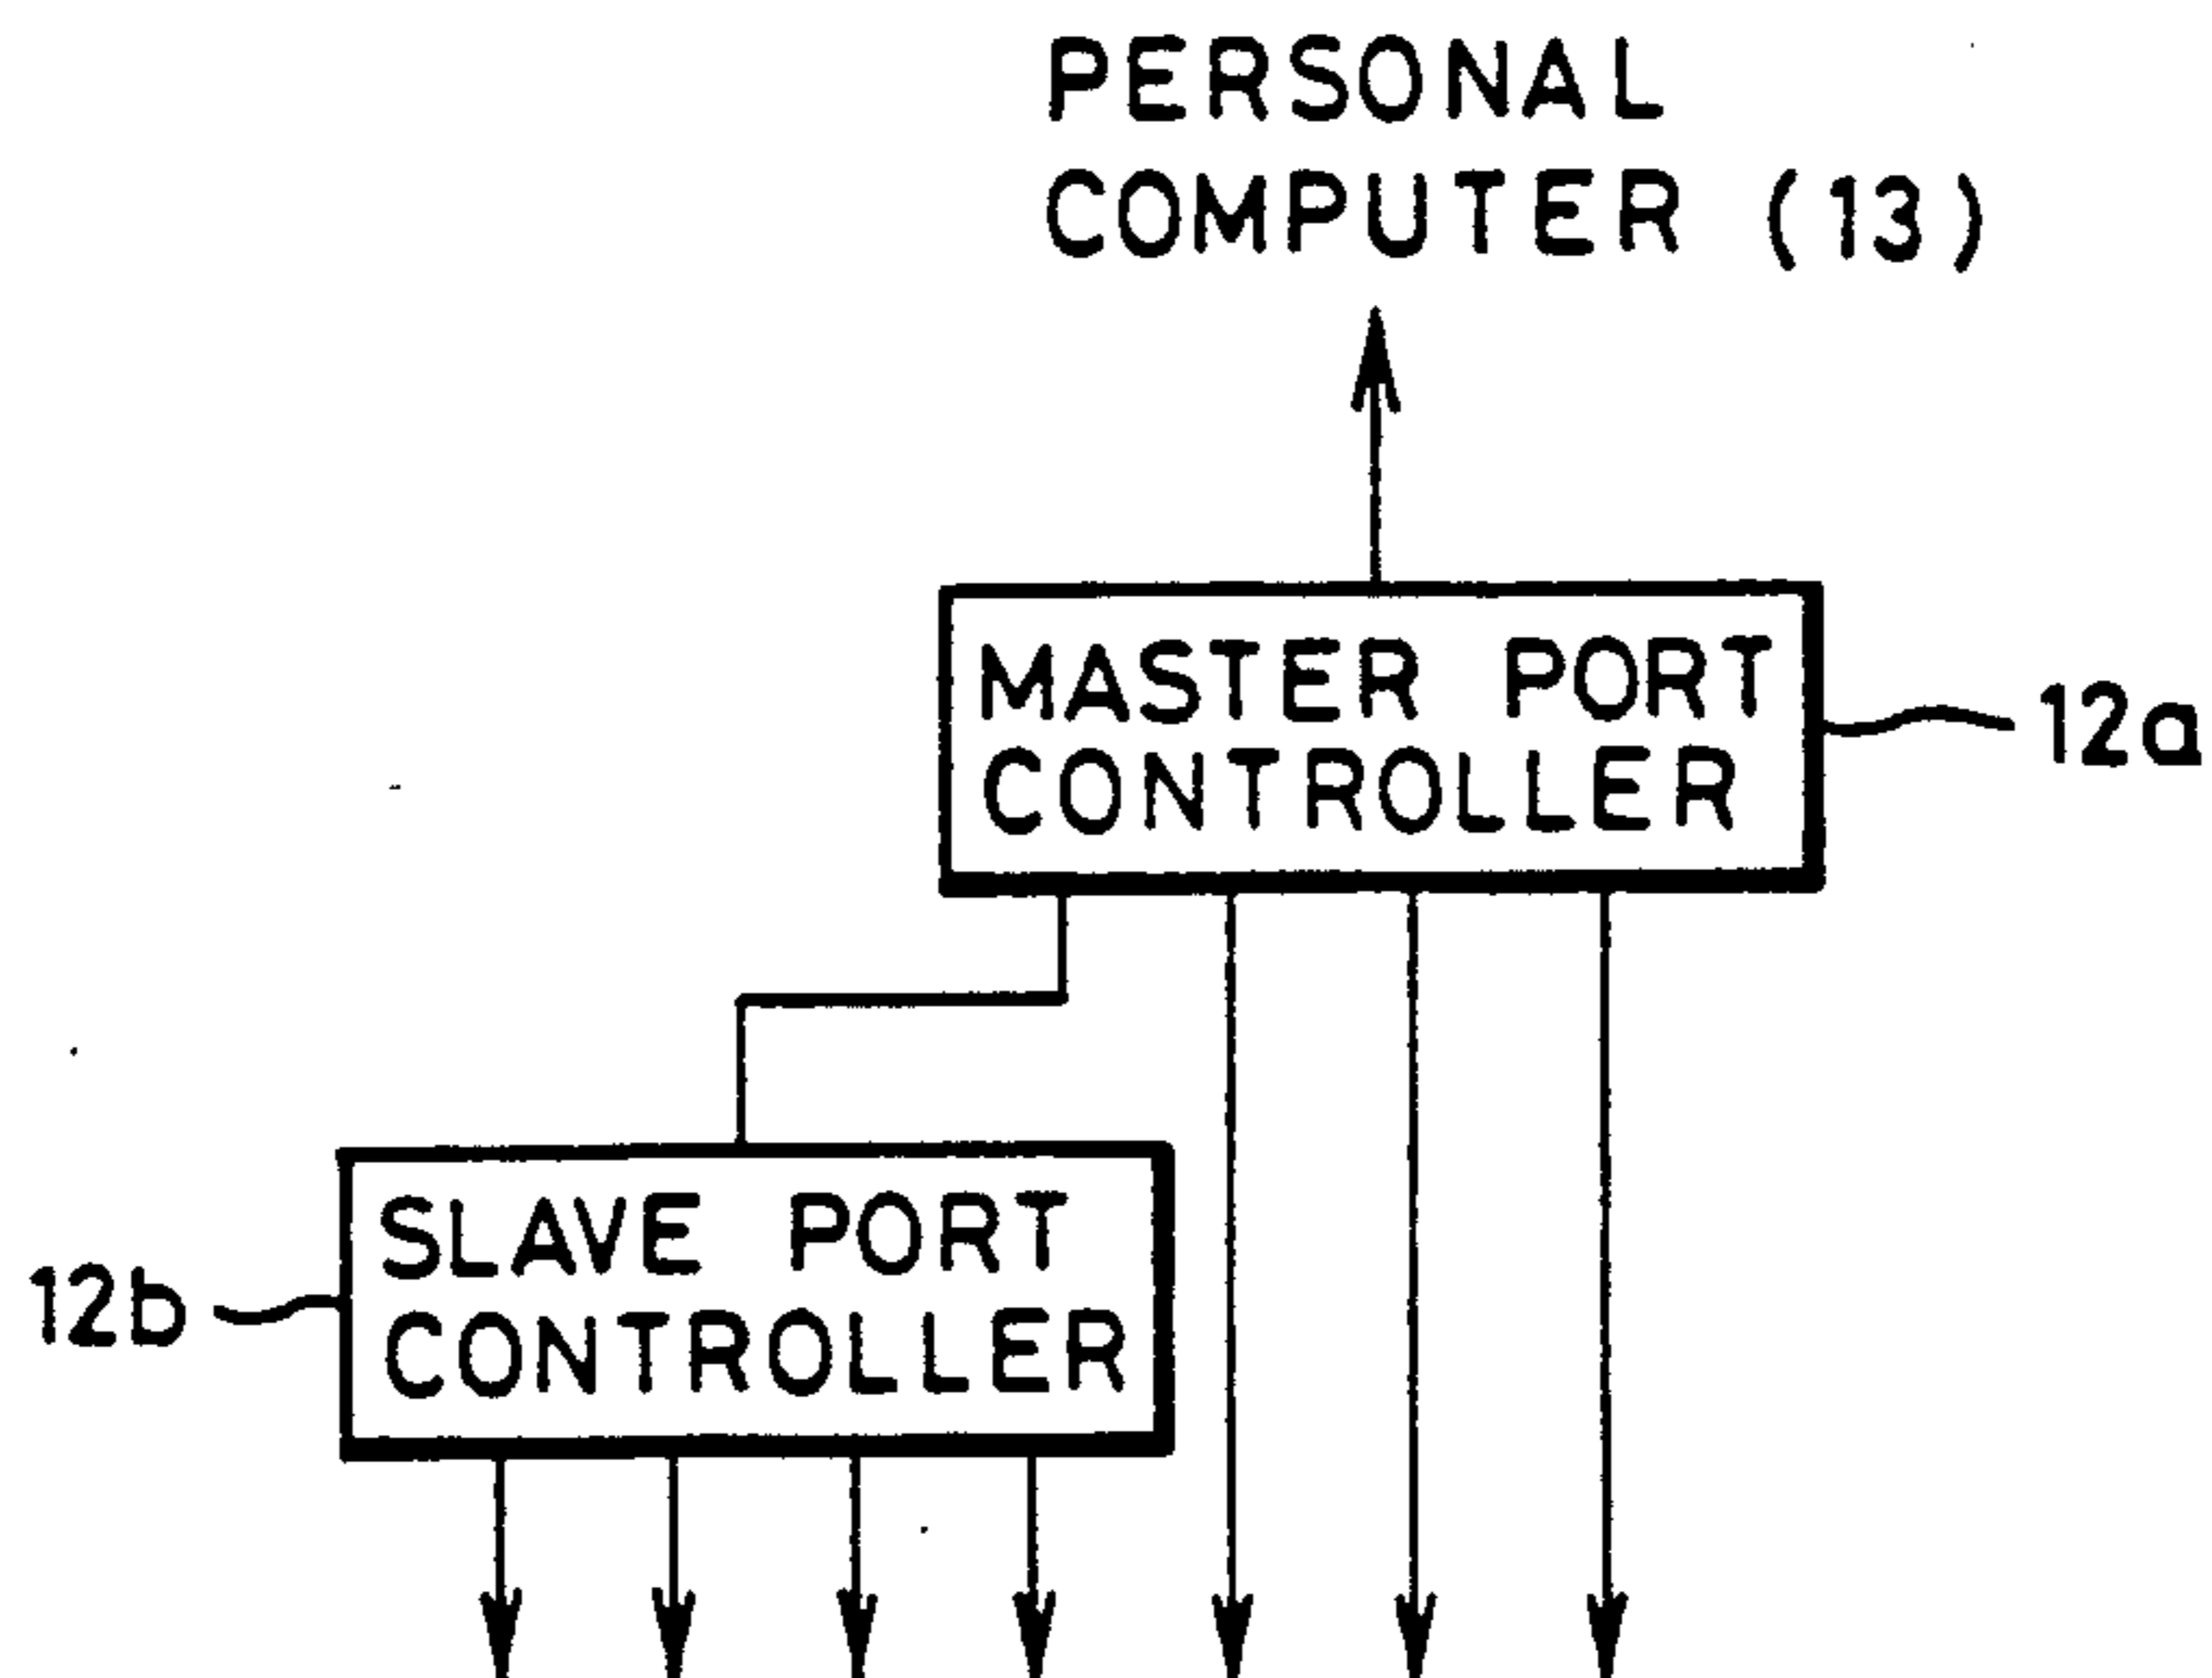 PERSONAL
COMPUTER (13)
MASTER PORT
CONTROLLER
12a
SLAVE PORT
CONTROLLER
12b